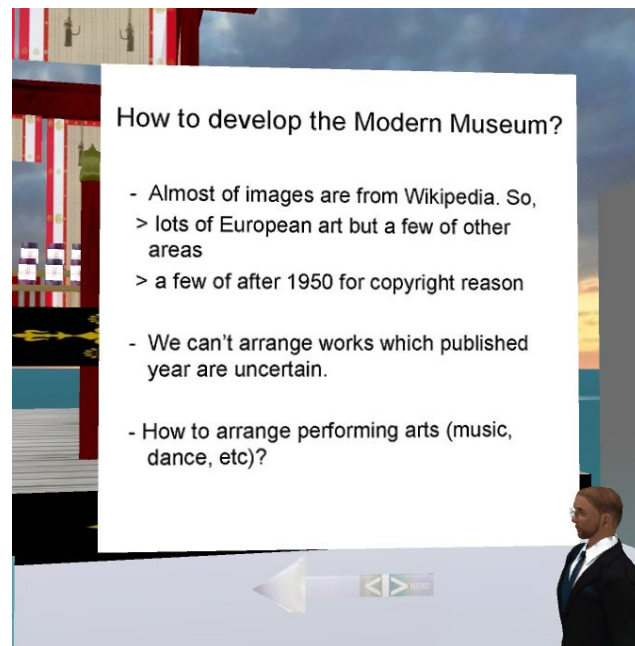 How to develop the Modern Museum?
- Almost of images are from Wikipedia. So,
> lots of European art but a few of other
areas
> a few of after 1950 for copyright reason
- We can't arrange works which published
year are uncertain.
- How to arrange performing arts (music,
dance, etc)?
< >